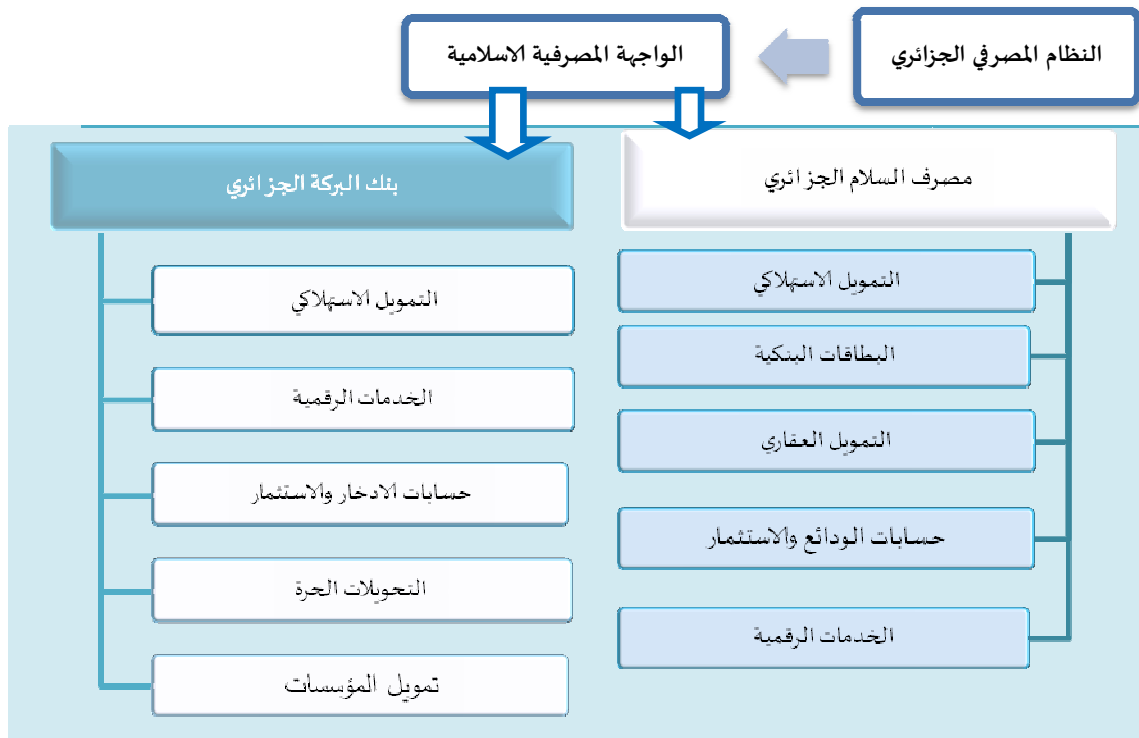 النظام المصرفي الجزائري
الواجهة المصرفية الاسلامية
مصرف السلام الجزائري
التمويل الاستهلاكي
البطاقات البنكية
التمويل العقاري
حسابات الودائع والاستثمار
الخدمات الرقمية
بنك البركة الجزائري
التمويل الاستهلاكي
الخدمات الرقمية
حسابات الادخار والاستثمار
التحويلات الحرة
تمويل المؤسسات